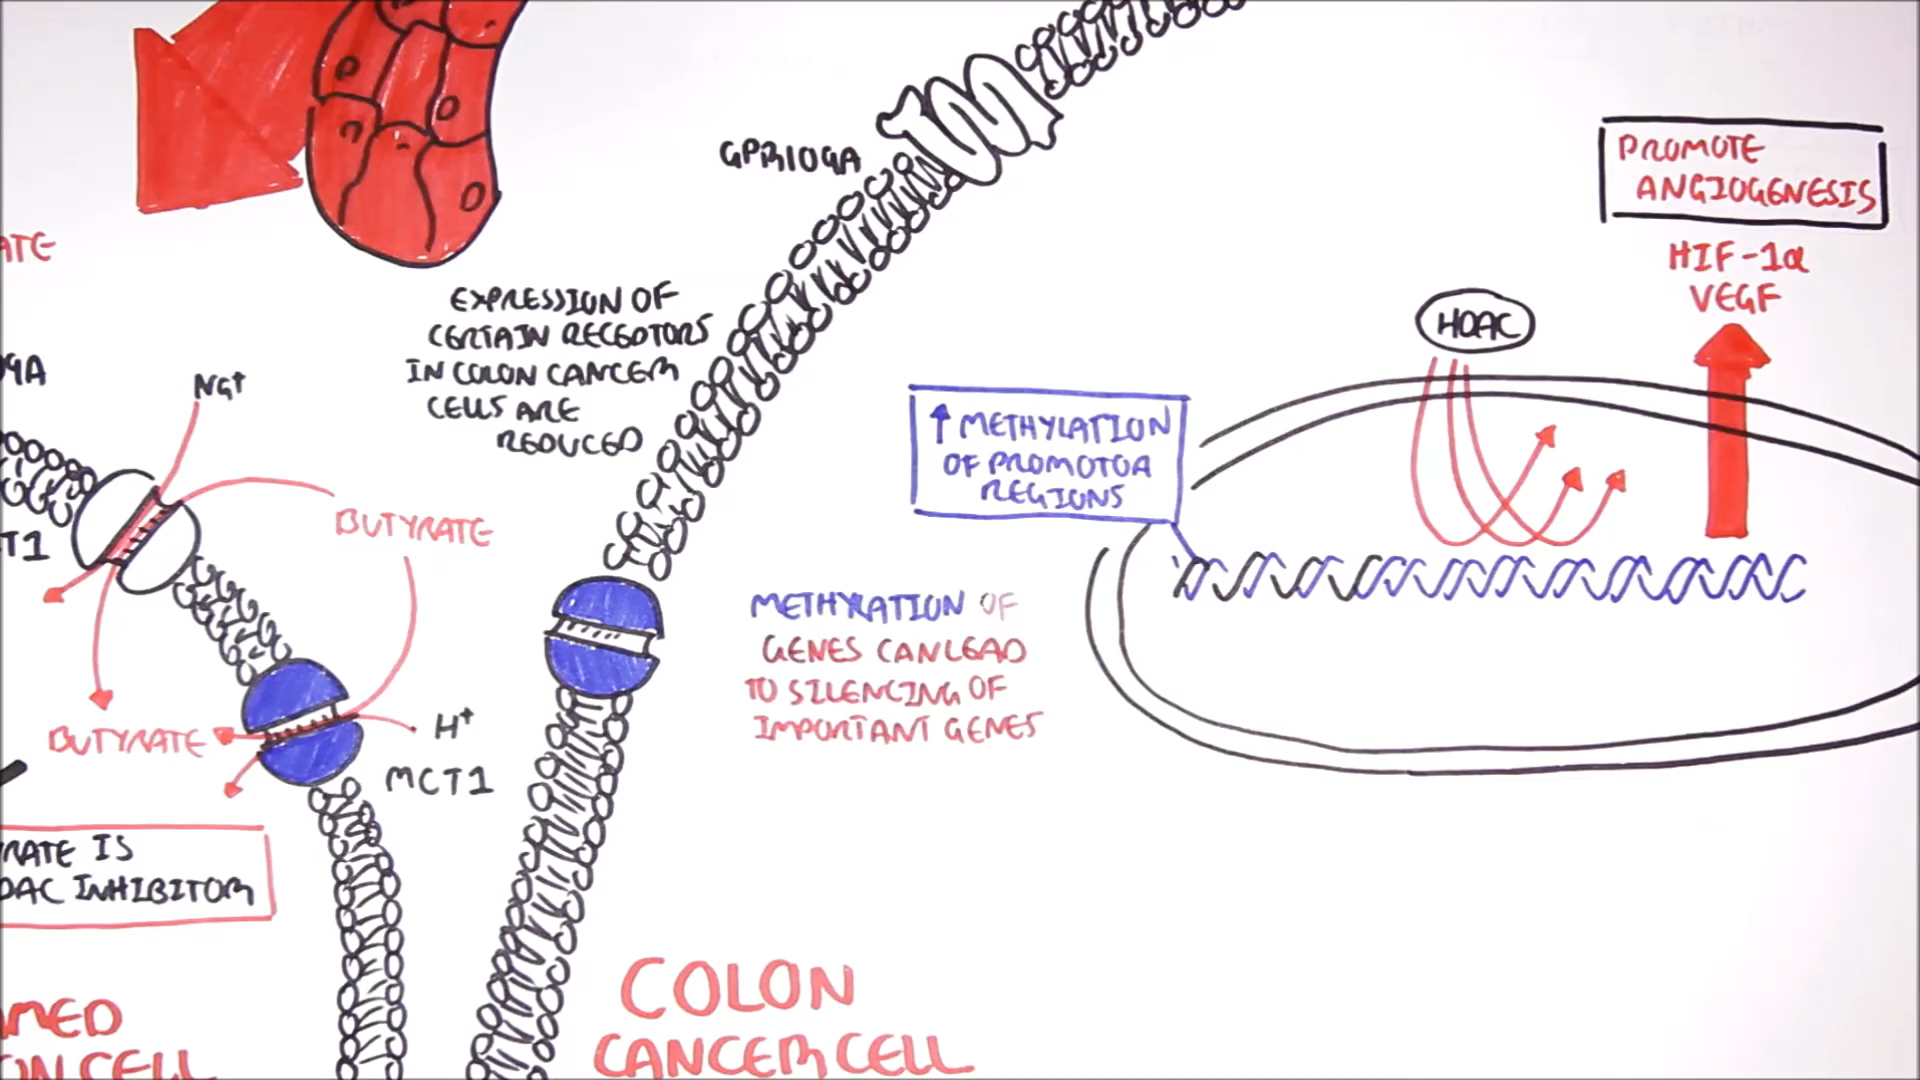 GPR109A
PROMOTE
ANGIOGENESIS
HIF-1α
VEGF
HDAC
ATE
9A
NA+
EXPRESSION OF
CERTAIN RECEPTORS
IN COLON CANCER
CELLS ARE
REDUCED
↑ METHYLATION
OF PROMOTOR
REGIONS
BUTYRATE
T1
METHYLATION OF
GENES CAN LEAD
TO SILENCING OF
IMPORTANT GENES
BUTYRATE
H+
MCT1
RATE IS
DAC INHIBITOR
COLON
CANCER CELL
MED
ON CELL